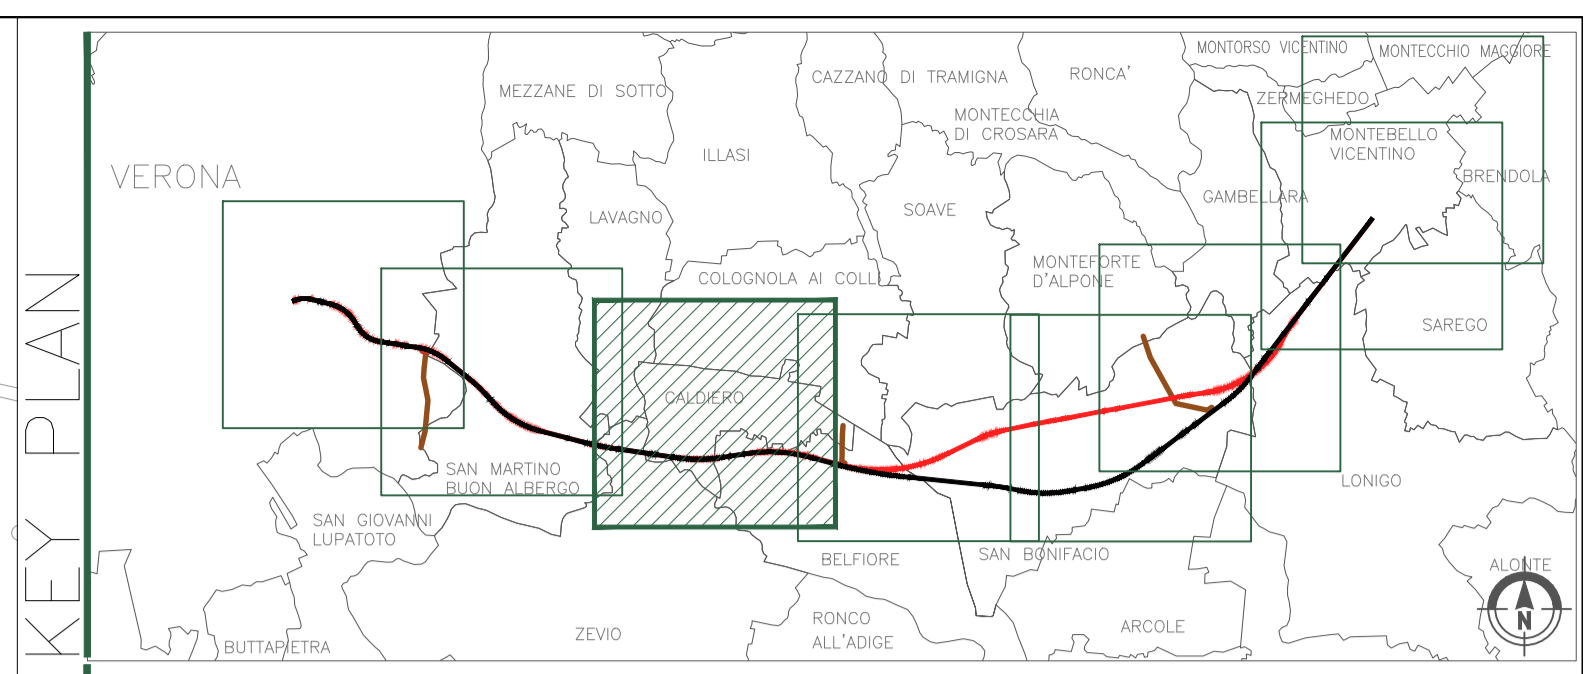 KEY PLAN
MONTORSO VICENTINO
MONTECCHIO MAGGIORE
MEZZANE DI SOTTO
CAZZANO DI TRAMIGNA
RONCA'
ZERMEGHEDO
MONTECCHIA
DI CROSARA
MONTEBELLO
VICENTINO
ILLASI
VERONA
BRENDOLA
GAMBELLARA
LAVAGNO
SOAVE
MONTEFORTE
D'ALPONE
COLOGNOLA AI COLLI
SAREGO
CALDIERO
SAN MARTINO
BUON ALBERGO
LONIGO
SAN GIOVANNI
LUPATOTO
BELFIORE
SAN BONIFACIO
ALONTE
RONCO
ALL'ADIGE
ARCOLE
ZEVIO
BUTTAPIETRA
N